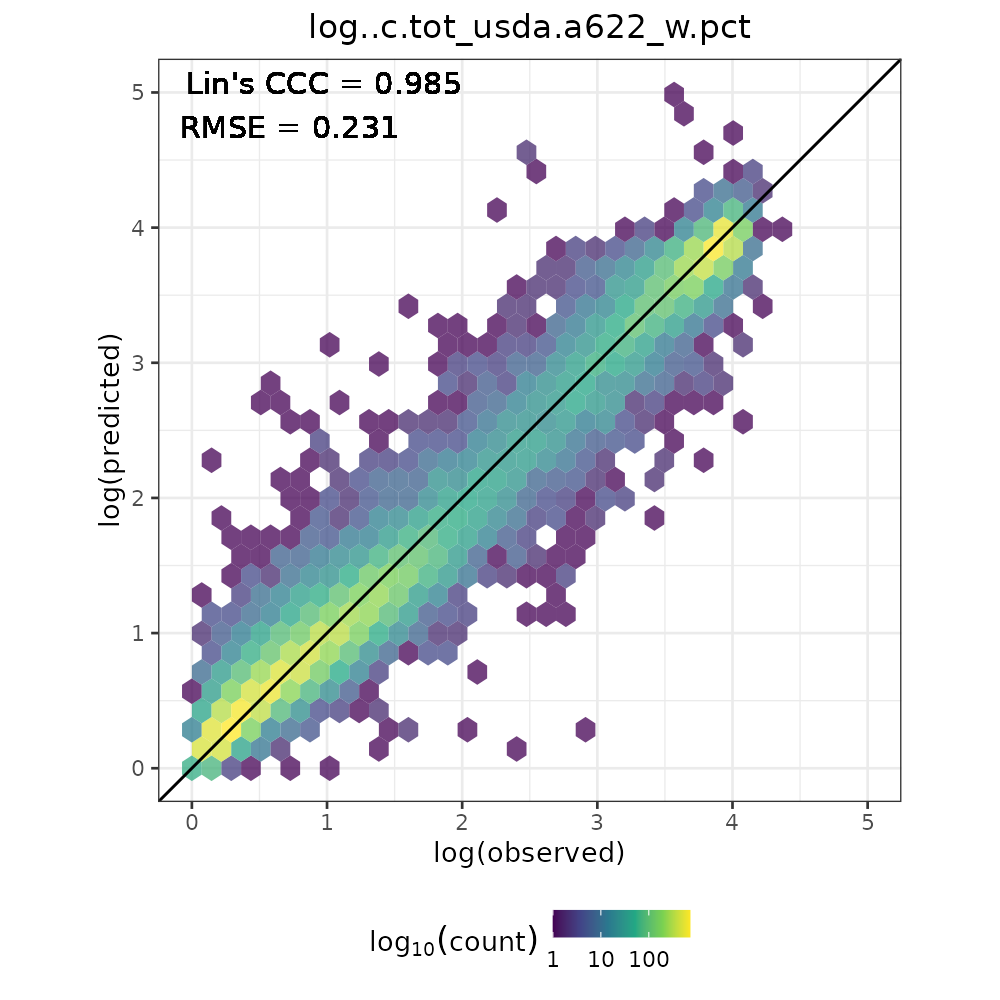 log..c.tot_usda.a622_w.pct
Lin's CCC = 0.985
RMSE = 0.231
5
4
3
2
1
0
log(predicted)
0 1 2 3 4 5
log(observed)
log10(count)
1 10 100